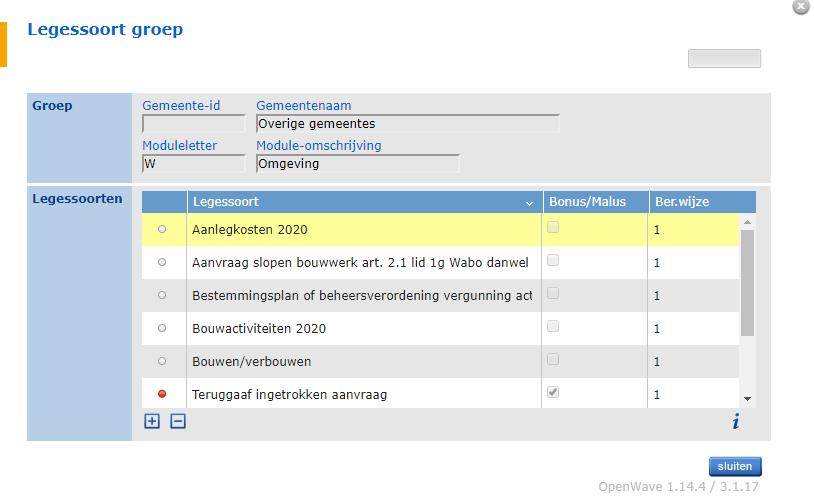 Legessoort groep
Groep
Gemeente-id Gemeentenaam
Overige gemeentes
Moduleletter Module-omschrijving
W Omgeving
Legessoorten
Legessoort Bonus/Malus Ber.wijze
Aanlegkosten 2020 1
Aanvraag slopen bouwwerk art. 2.1 lid 1g Wabo danwel 1
Bestemmingsplan of beheersverordening vergunning act 1
Bouwactiviteiten 2020 1
Bouwen/verbouwen 1
Teruggaaf ingetrokken aanvraag 1
i
sluiten
OpenWave 1.14.4 / 3.1.17